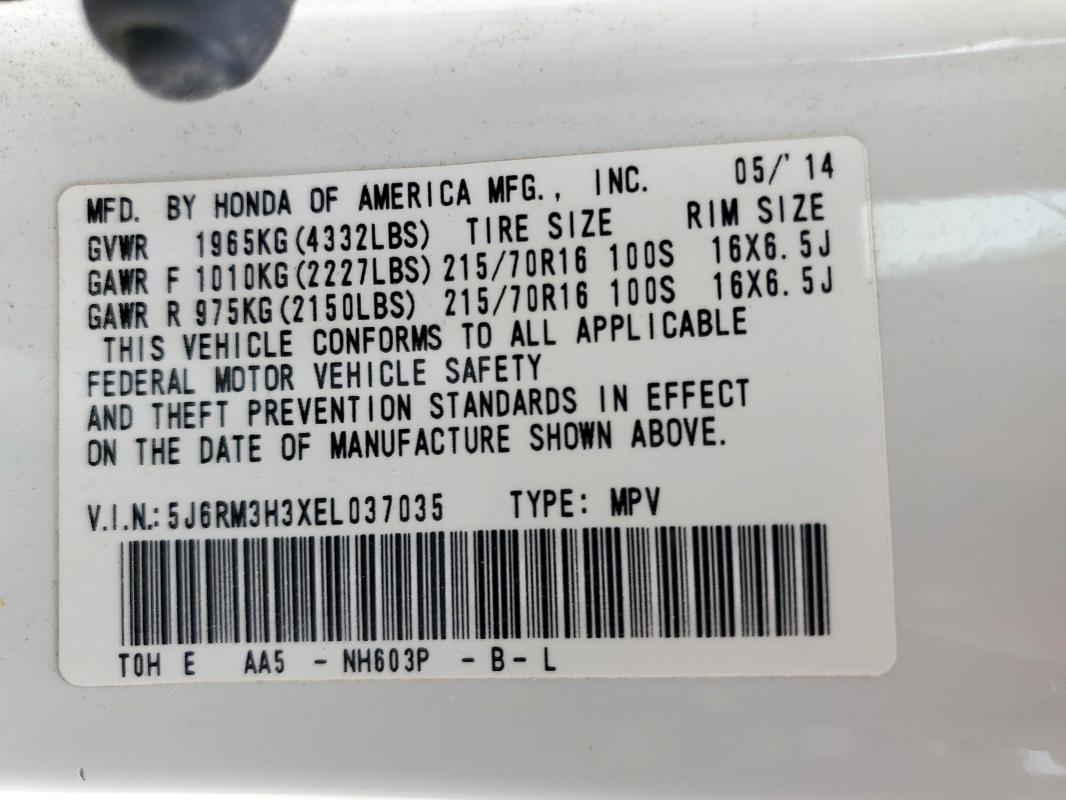 MFD. BY HONDA OF AMERICA MFG., INC. 05/'14
GVWR 1965KG(4332LBS) TIRE SIZE RIM SIZE
GAWR F 1010KG(2227LBS) 215/70R16 100S 16X6.5J
GAWR R 975KG(2150LBS) 215/70R16 100S 16X6.5J
THIS VEHICLE CONFORMS TO ALL APPLICABLE
FEDERAL MOTOR VEHICLE SAFETY
AND THEFT PREVENTION STANDARDS IN EFFECT
ON THE DATE OF MANUFACTURE SHOWN ABOVE.
V.I.N.: 5J6RM3H3XEL037035 TYPE: MPV
T0H E AA5 - NH603P - B - L